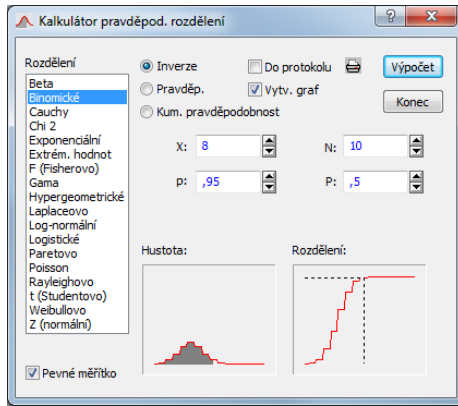 Kalkulátor pravděpod. rozdělení
Rozdělení
Beta
Binomické
Cauchy
Chi 2
Exponenciální
Extrém. hodnot
F (Fisherovo)
Gama
Hypergeometrické
Laplaceovo
Log-normální
Logistické
Paretovo
Poisson
Rayleighovo
t (Studentovo)
Weibullovo
Z (normální)
Pevné měřítko
Inverze
Do protokolu
Výpočet
Pravděp.
Vytv. graf
Konec
Kum. pravděpodobnost
X: 8 N: 10
p: ,95 P: ,5
Hustota: Rozdělení: